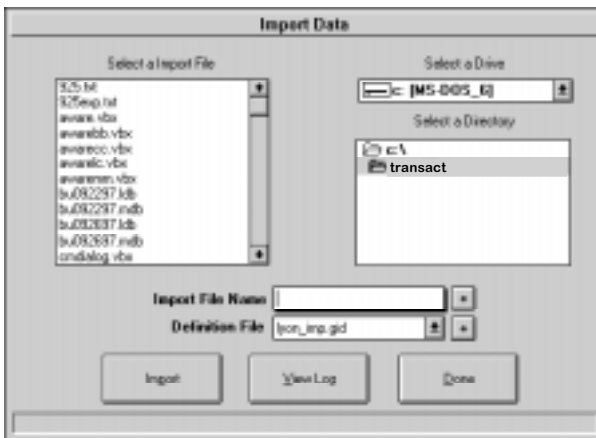 Import Data
Select a Import File
925.txt
925exp.txt
aware.vbx
awarebb.vbx
awarecc.vbx
awarelc.vbx
awaremm.vbx
bu092297.ldb
bu092297.mdb
bu092697.ldb
bu092697.mdb
cmdialog.vbx
Select a Drive
c: [MS-DOS_6]
Select a Directory
c:\
transact
Import File Name
Definition File lyon_imp.gid
Import View Log Done